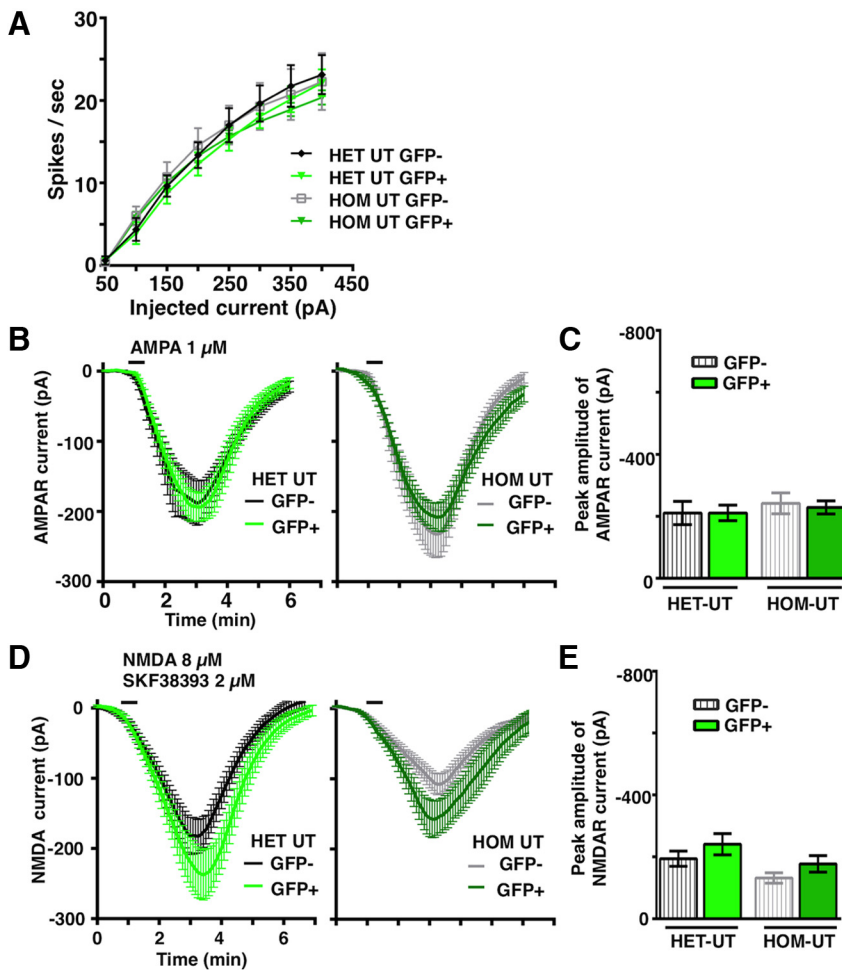 A
30
20
10
0
Spikes / sec
50 150 250 350 450
Injected current (pA)
HET UT GFP-
HET UT GFP+
HOM UT GFP-
HOM UT GFP+
B
AMPA 1 µM
0
-100
-200
-300
AMPAR current (pA)
0 2 4 6
Time (min)
HET UT
GFP-
GFP+
HOM UT
GFP-
GFP+
C
-800
-400
0
Peak amplitude of
AMPAR current (pA)
GFP-
GFP+
HET-UT HOM-UT
D
NMDA 8 µM
SKF38393 2 µM
0
-100
-200
-300
NMDA current (pA)
0 2 4 6
Time (min)
HET UT
GFP-
GFP+
HOM UT
GFP-
GFP+
E
-800
-400
0
Peak amplitude of
NMDAR current (pA)
GFP-
GFP+
HET-UT HOM-UT